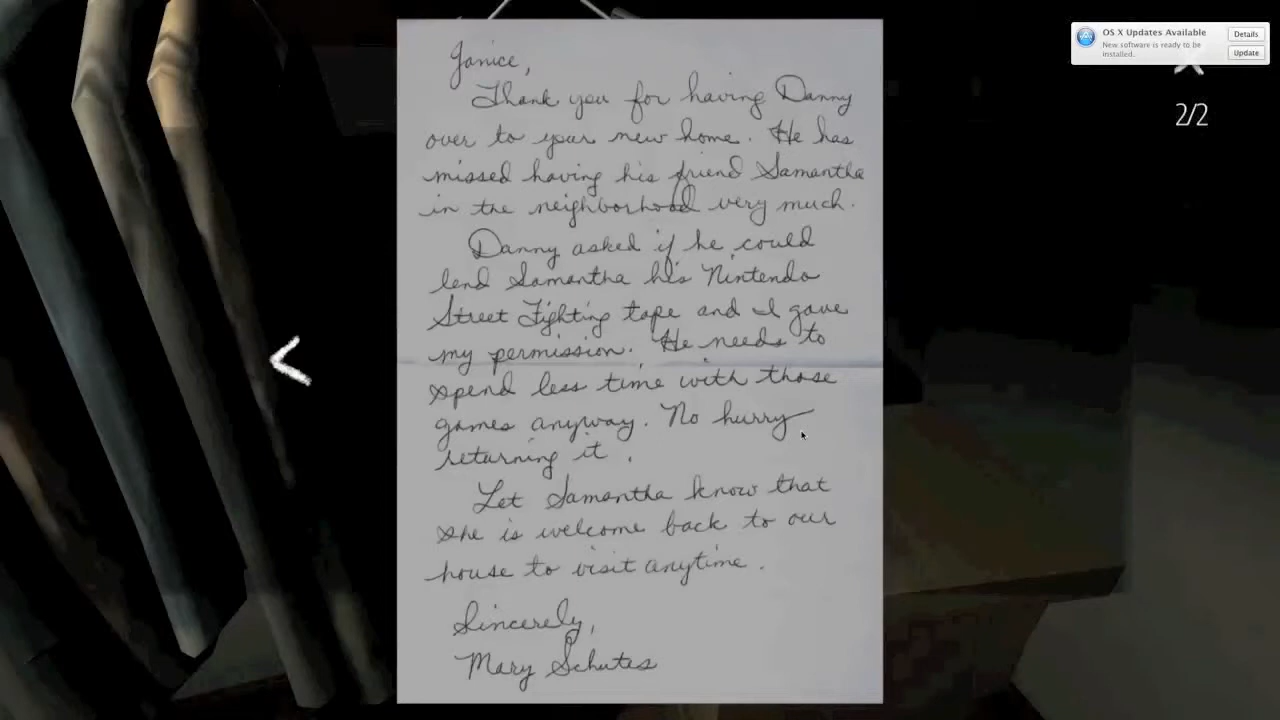 Janice,
Thank you for having Danny
over to your new home. He has
missed having his friend Samantha
in the neighborhood very much.
Danny asked if he could
lend Samantha his Nintendo
Street Fighting tape and I gave
my permission. He needs to
spend less time with those
games anyway. No hurry
returning it.
Let Samantha know that
she is welcome back to our
house to visit anytime.
Sincerely,
Mary Schutes
OS X Updates Available
New software is ready to be
installed.
Details
Update
2/2